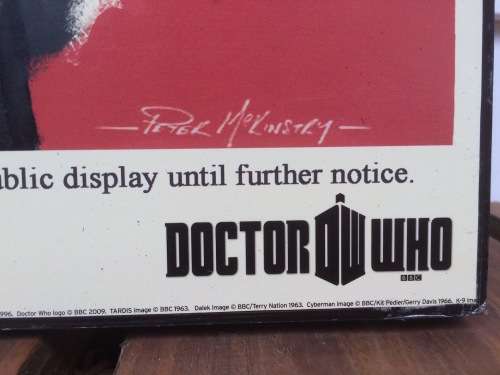 — PETER MCKINSTRY —
ublic display until further notice.
DOCTOR DW WHO
BBC
996. Doctor Who logo © BBC 2009. TARDIS image © BBC 1963. Dalek image © BBC/Terry Nation 1963. Cyberman image © BBC/Kit Pedler/Gerry Davis 1966. K-9 ima